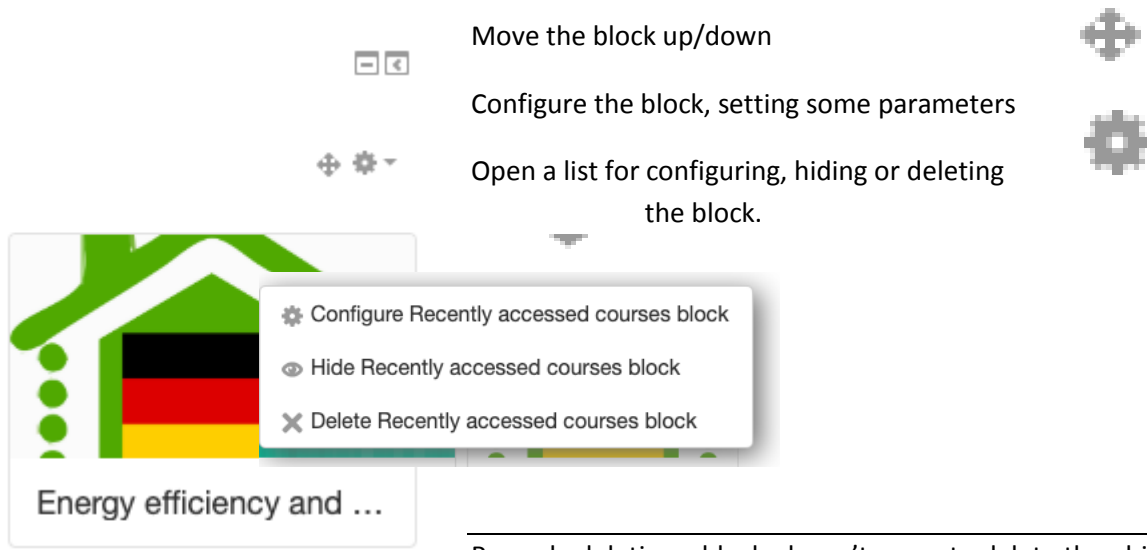 Move the block up/down
Configure the block, setting some parameters
Open a list for configuring, hiding or deleting
the block.
Configure Recently accessed courses block
Hide Recently accessed courses block
Delete Recently accessed courses block
Energy efficiency and ...